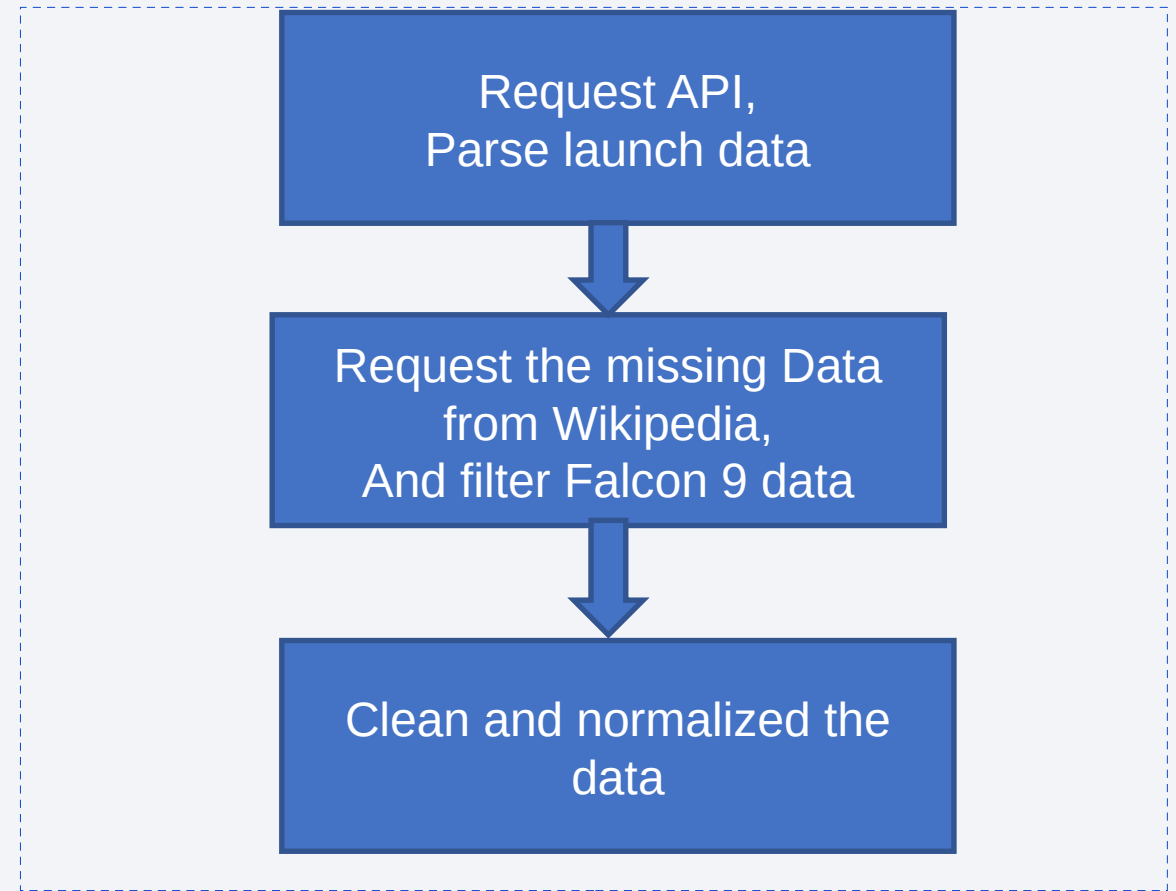 Request API,
Parse launch data
Request the missing Data
from Wikipedia,
And filter Falcon 9 data
Clean and normalized the
data